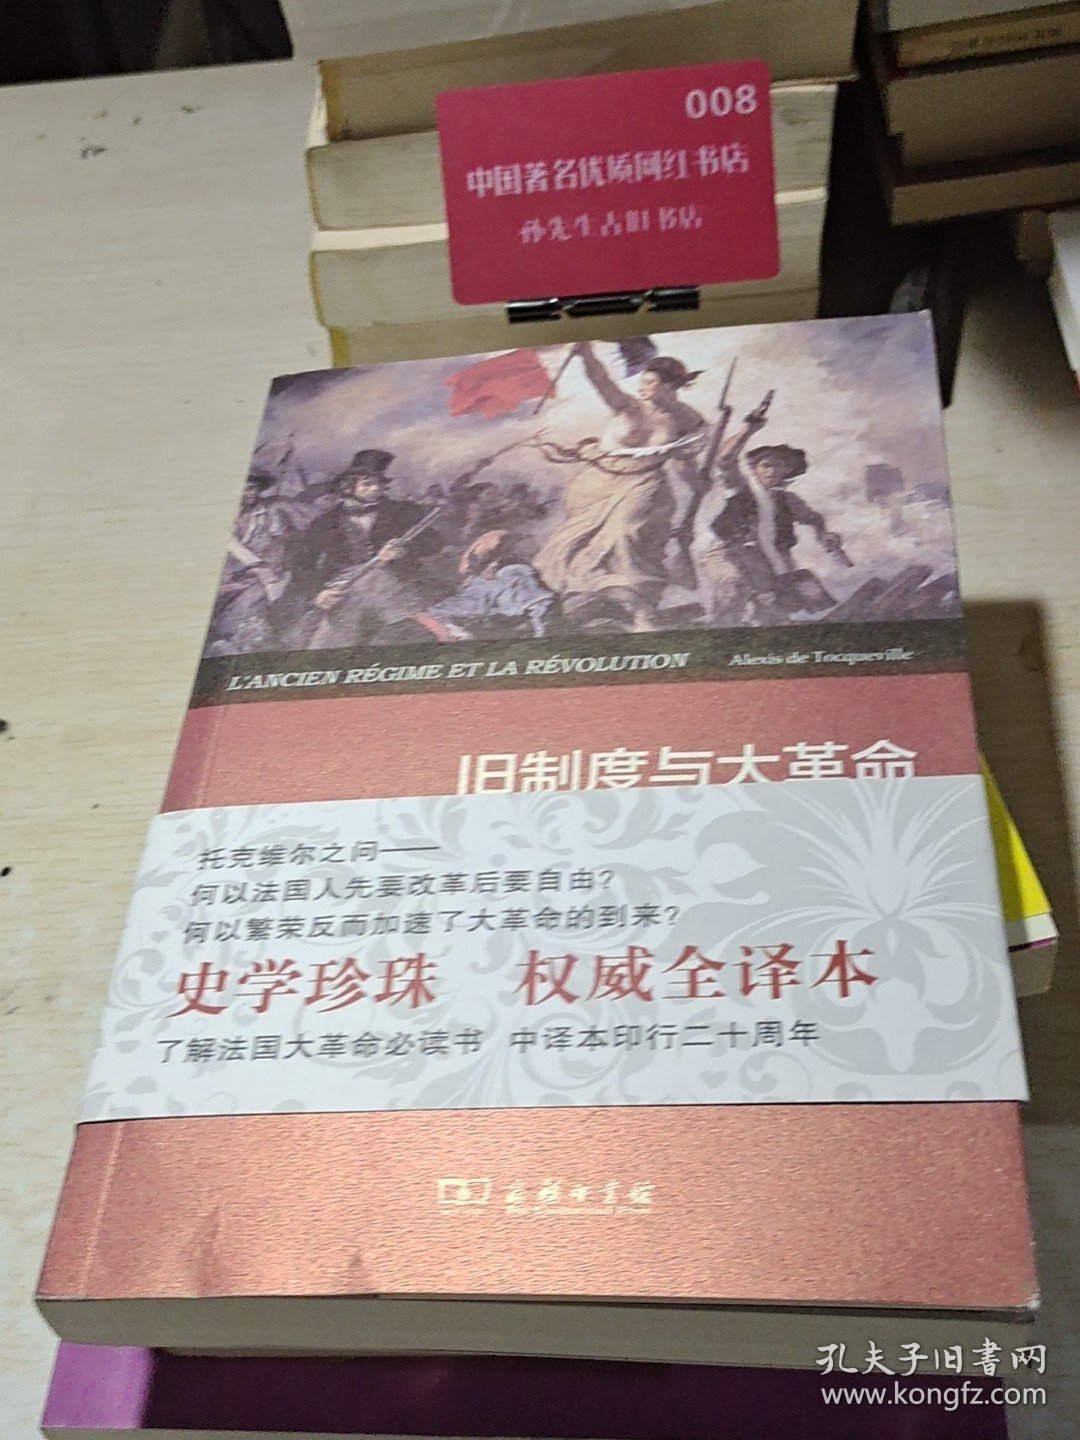 008
中国著名优质网红书店
孙先生古旧书店
L'ANCIEN RÉGIME ET LA RÉVOLUTION Alexis de Tocqueville
旧制度与大革命
托克维尔之问——
何以法国人先要改革后要自由?
何以繁荣反而加速了大革命的到来?
史学珍珠 权威全译本
了解法国大革命必读书 中译本印行二十周年
商务印书馆
孔夫子旧書网
www.kongfz.com